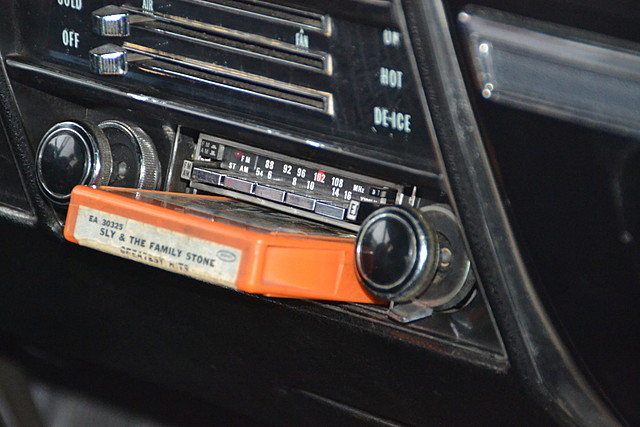 COLD
AIR
FAN
ON
OFF
HOT
DE-ICE
FM 88 92 96 102 108 MHz
ST AM 54 6 8 10 14 16
EA 30325
SLY & THE FAMILY STONE
GREATEST HITS